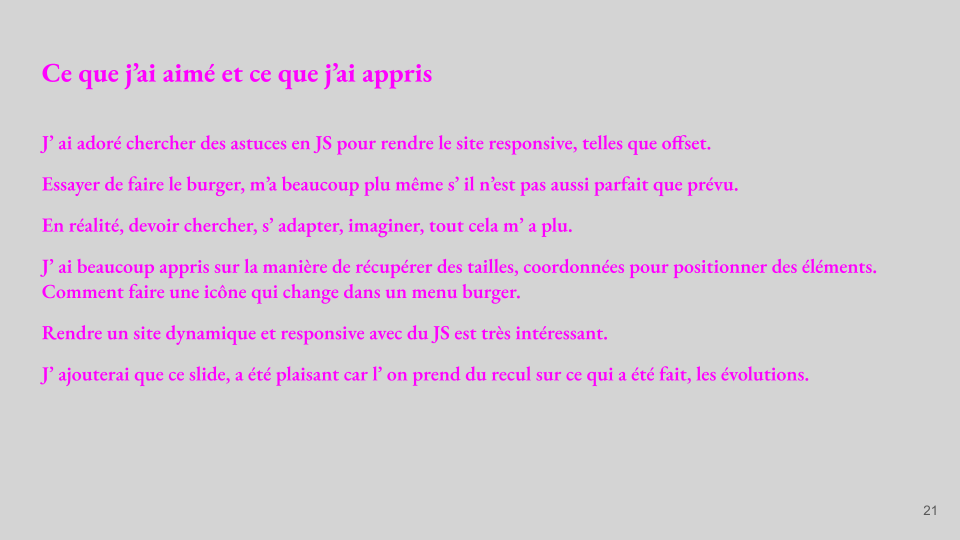 Ce que j’ai aimé et ce que j’ai appris
J’ ai adoré chercher des astuces en JS pour rendre le site responsive, telles que offset.
Essayer de faire le burger, m’a beaucoup plu même s’ il n’est pas aussi parfait que prévu.
En réalité, devoir chercher, s’ adapter, imaginer, tout cela m’ a plu.
J’ ai beaucoup appris sur la manière de récupérer des tailles, coordonnées pour positionner des éléments.
Comment faire une icône qui change dans un menu burger.
Rendre un site dynamique et responsive avec du JS est très intéressant.
J’ ajouterai que ce slide, a été plaisant car l’ on prend du recul sur ce qui a été fait, les évolutions.
21